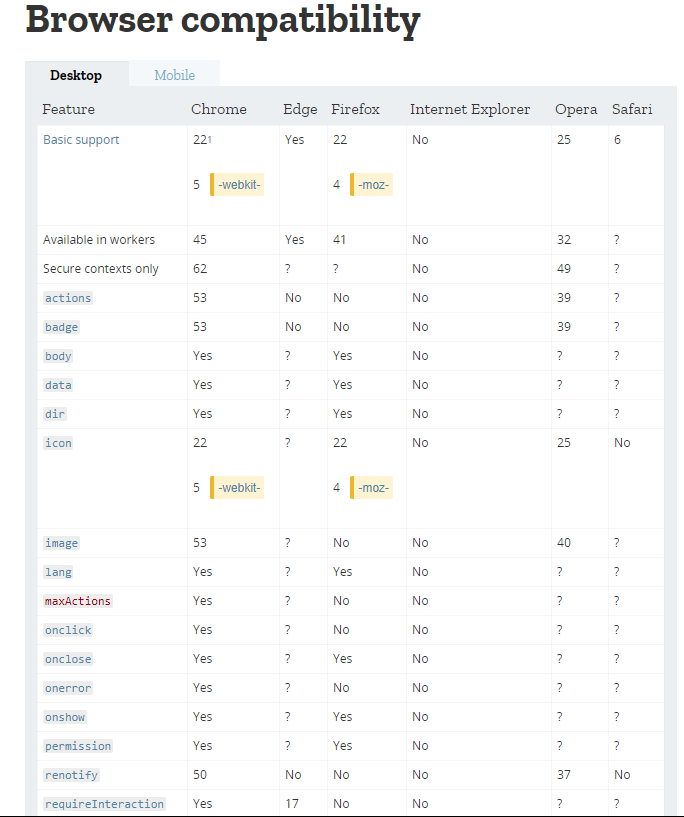 Browser compatibility
Desktop Mobile
Feature Chrome Edge Firefox Internet Explorer Opera Safari
Basic support 221 Yes 22 No 25 6
5 -webkit- 4 -moz-
Available in workers 45 Yes 41 No 32 ?
Secure contexts only 62 ? ? No 49 ?
actions 53 No No No 39 ?
badge 53 No No No 39 ?
body Yes ? Yes No ? ?
data Yes ? Yes No ? ?
dir Yes ? Yes No ? ?
icon 22 ? 22 No 25 No
5 -webkit- 4 -moz-
image 53 ? No No 40 ?
lang Yes ? Yes No ? ?
maxActions Yes ? No No ? ?
onclick Yes ? No No ? ?
onclose Yes ? Yes No ? ?
onerror Yes ? No No ? ?
onshow Yes ? Yes No ? ?
permission Yes ? Yes No ? ?
renotify 50 No No No 37 No
requireInteraction Yes 17 No No ? ?